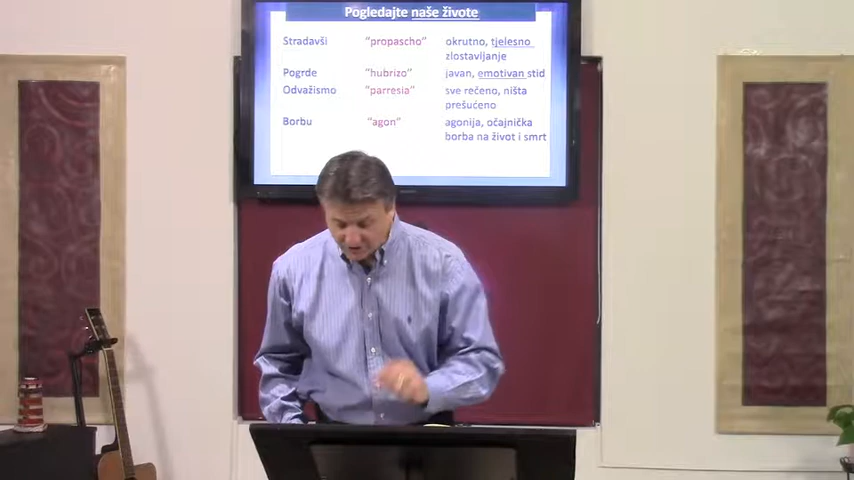 Pogledajte naše živote
Stradavši "propascho" okrutno, tjelesno
zlostavljanje
Pogrde "hubrizo" javan, emotivan stid
Odvažismo "parresia" sve rečeno, ništa
prešućeno
Borbu "agon" agonija, očajnička
borba na život i smrt